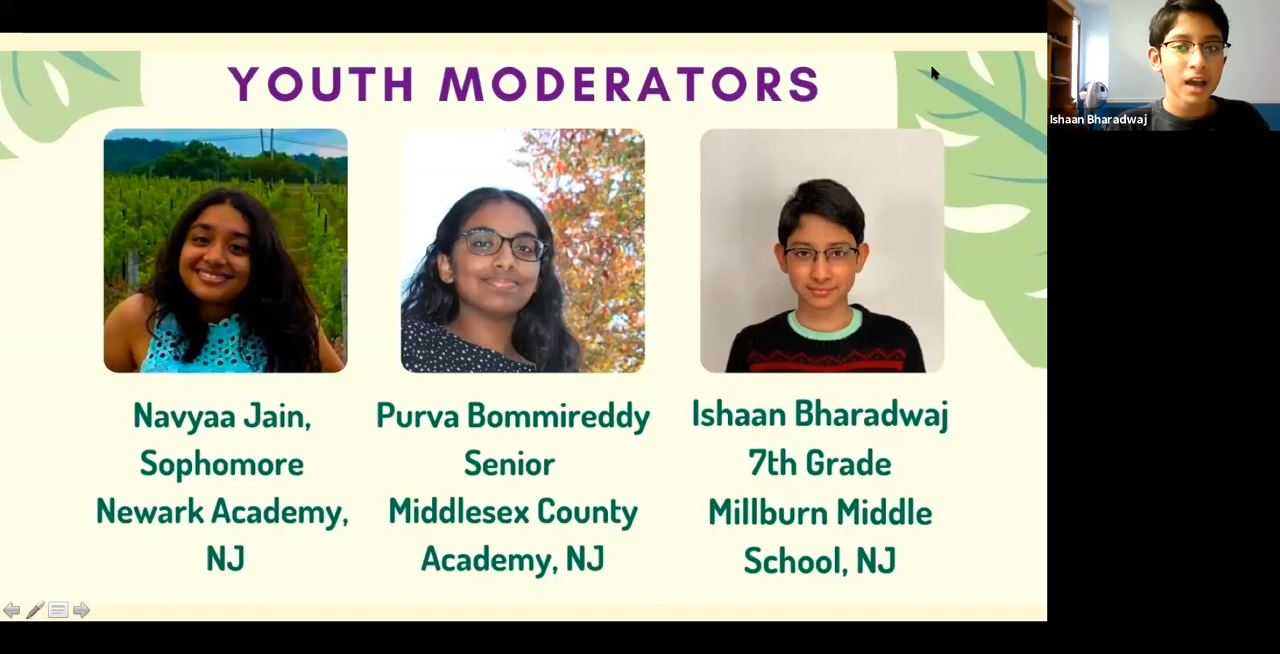 YOUTH MODERATORS
Ishaan Bharadwaj
Navyaa Jain,
Sophomore
Newark Academy,
NJ
Purva Bommireddy
Senior
Middlesex County
Academy, NJ
Ishaan Bharadwaj
7th Grade
Millburn Middle
School, NJ